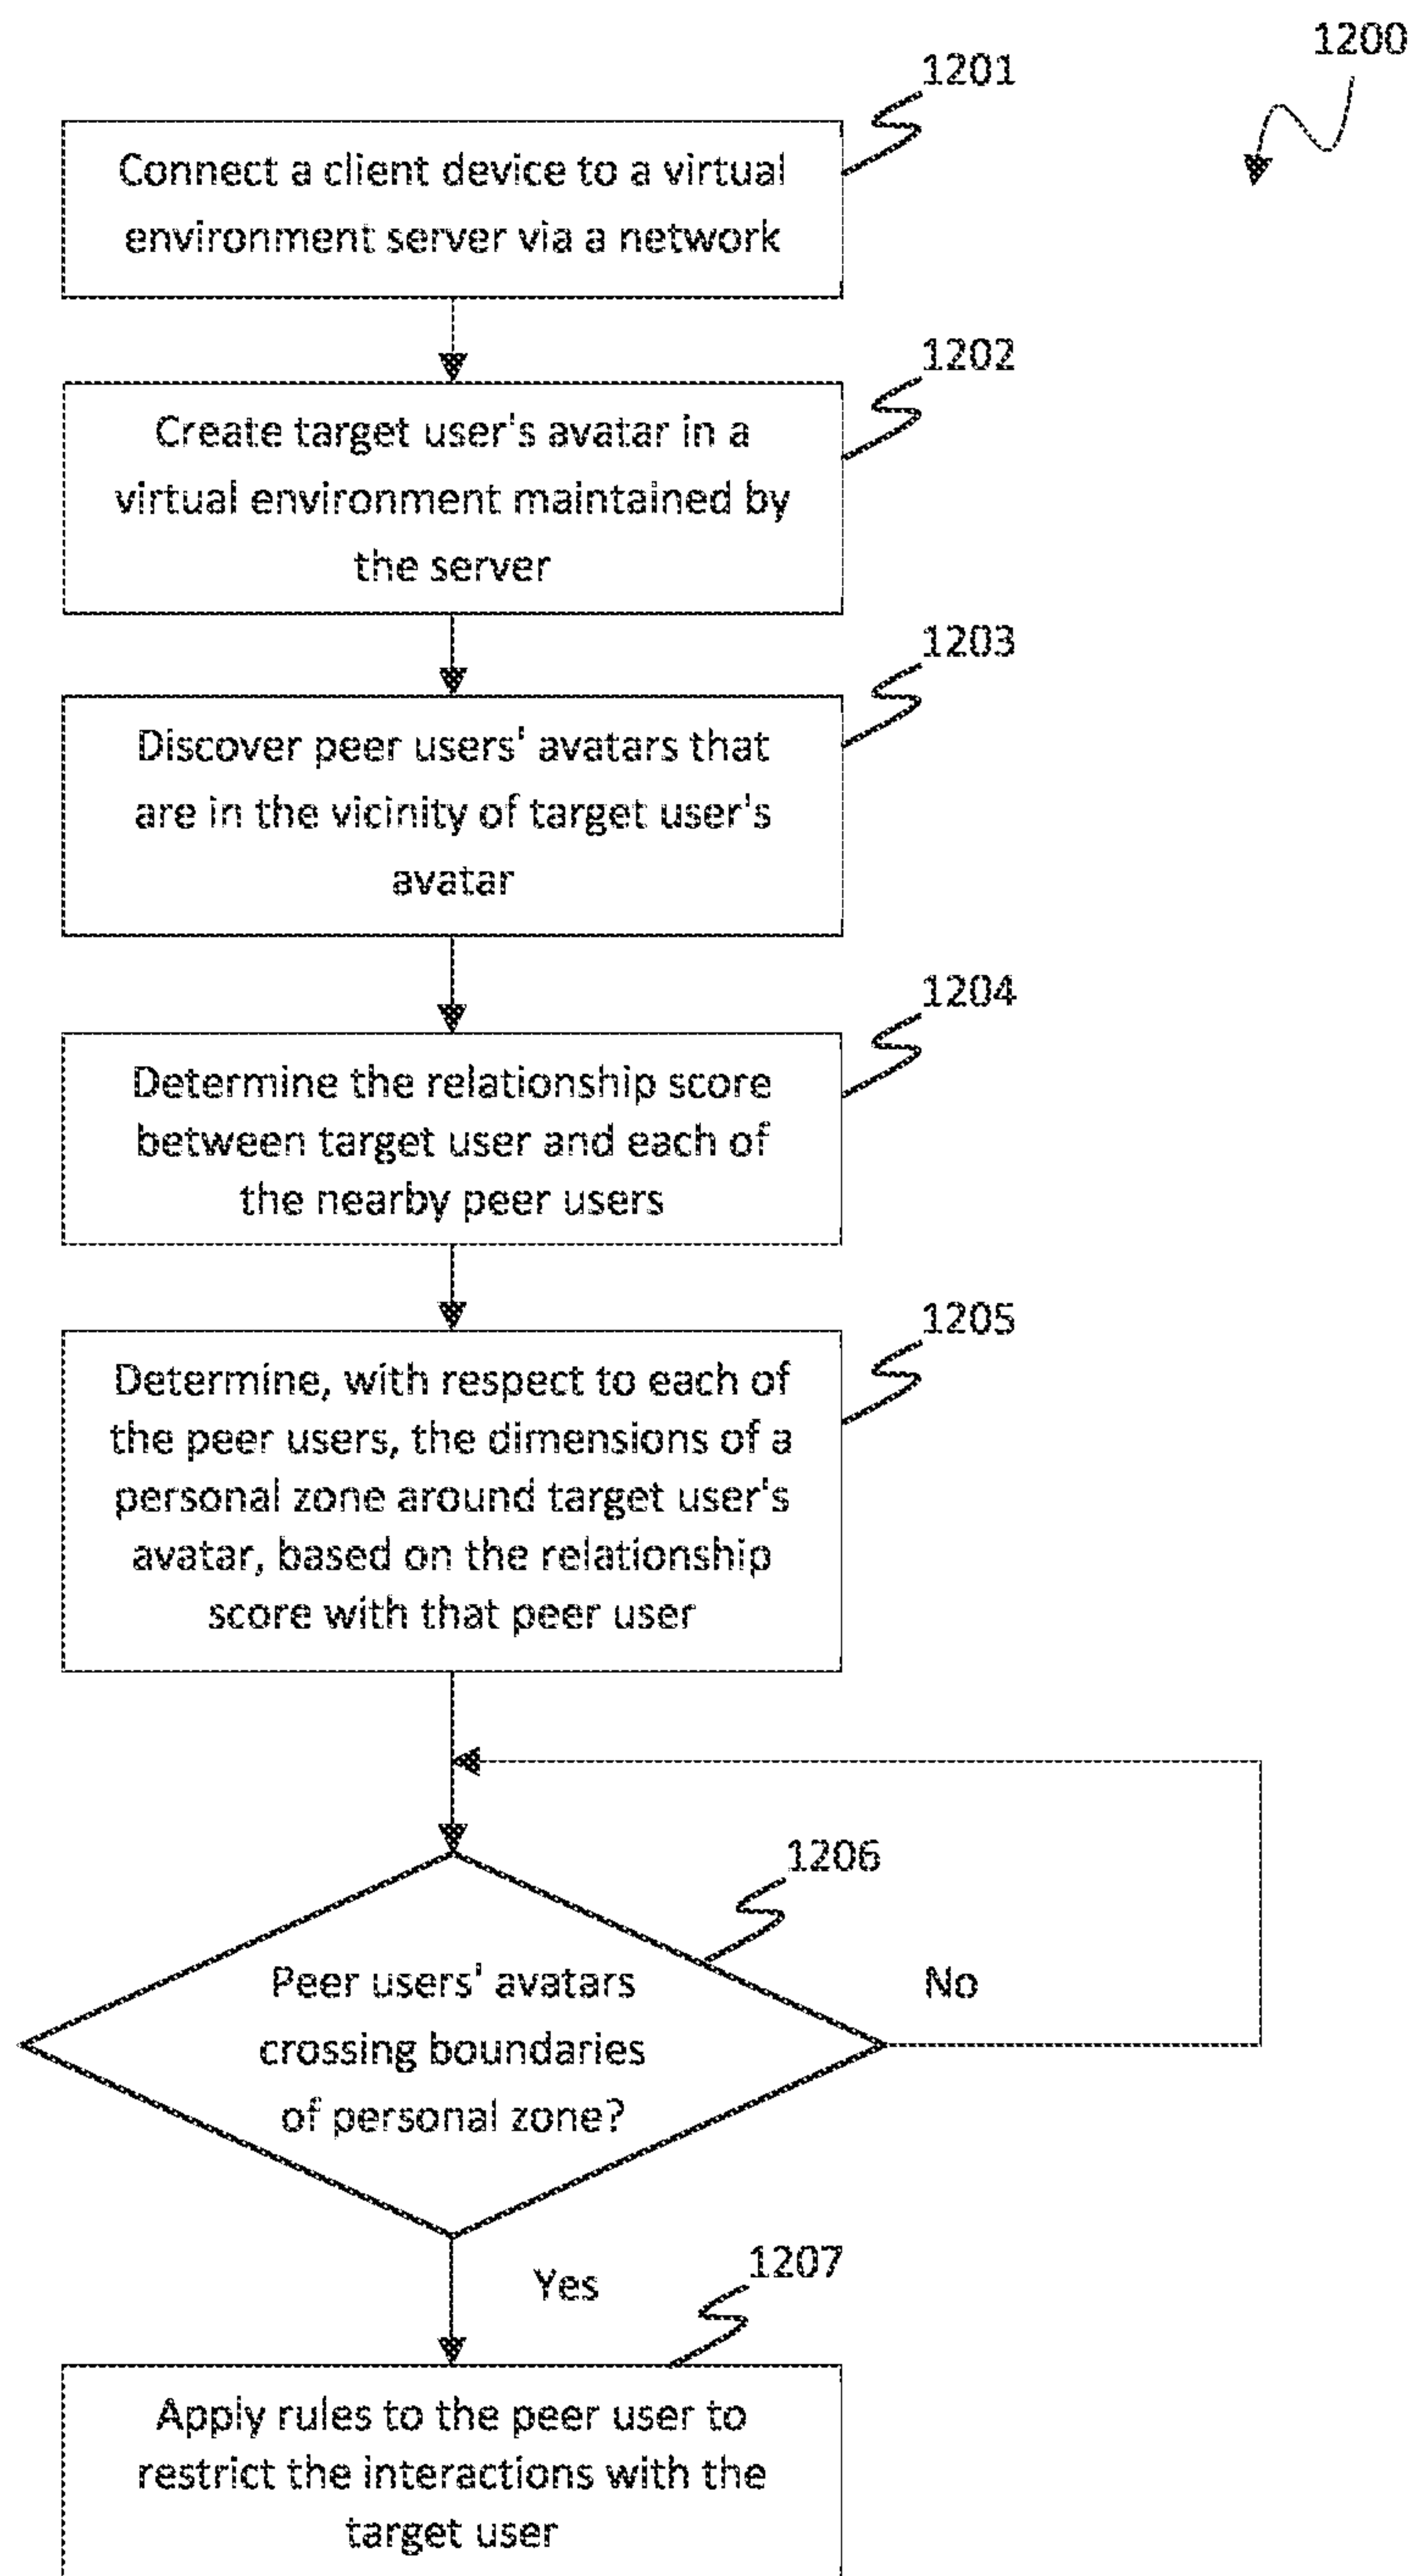 1200
1201
Connect a client device to a virtual
environment server via a network
1202
Create target user's avatar in a
virtual environment maintained by
the server
1203
Discover peer users' avatars that
are in the vicinity of target user's
avatar
1204
Determine the relationship score
between target user and each of
the nearby peer users
1205
Determine, with respect to each of
the peer users, the dimensions of a
personal zone around target user's
avatar, based on the relationship
score with that peer user
1206
Peer users' avatars
crossing boundaries
of personal zone?
No
Yes
1207
Apply rules to the peer user to
restrict the interactions with the
target user